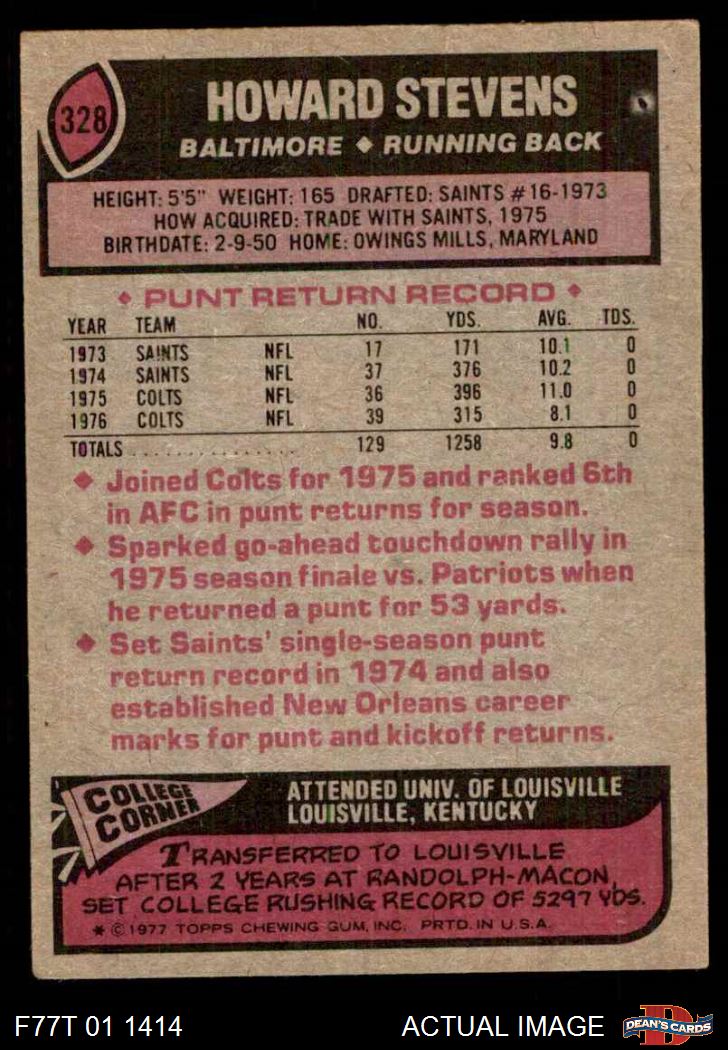 328
HOWARD STEVENS
BALTIMORE ◆ RUNNING BACK
HEIGHT: 5'5" WEIGHT: 165 DRAFTED: SAINTS #16-1973
HOW ACQUIRED: TRADE WITH SAINTS, 1975
BIRTHDATE: 2-9-50 HOME: OWINGS MILLS, MARYLAND
◆ PUNT RETURN RECORD ◆
YEAR TEAM NO. YDS. AVG. TDS.
1973 SAINTS NFL 17 171 10.1 0
1974 SAINTS NFL 37 376 10.2 0
1975 COLTS NFL 36 396 11.0 0
1976 COLTS NFL 39 315 8.1 0
TOTALS . . . . . . . . . . . . . . . 129 1258 9.8 0
◆ Joined Colts for 1975 and ranked 6th
in AFC in punt returns for season.
◆ Sparked go-ahead touchdown rally in
1975 season finale vs. Patriots when
he returned a punt for 53 yards.
◆ Set Saints' single-season punt
return record in 1974 and also
established New Orleans career
marks for punt and kickoff returns.
COLLEGE
CORNER
ATTENDED UNIV. OF LOUISVILLE
LOUISVILLE, KENTUCKY
TRANSFERRED TO LOUISVILLE
AFTER 2 YEARS AT RANDOLPH-MACON.
SET COLLEGE RUSHING RECORD OF 5297 YDS.
* © 1977 TOPPS CHEWING GUM, INC. PRTD. IN U.S.A.
F77T 01 1414 ACTUAL IMAGE
D
DEAN'S CARDS